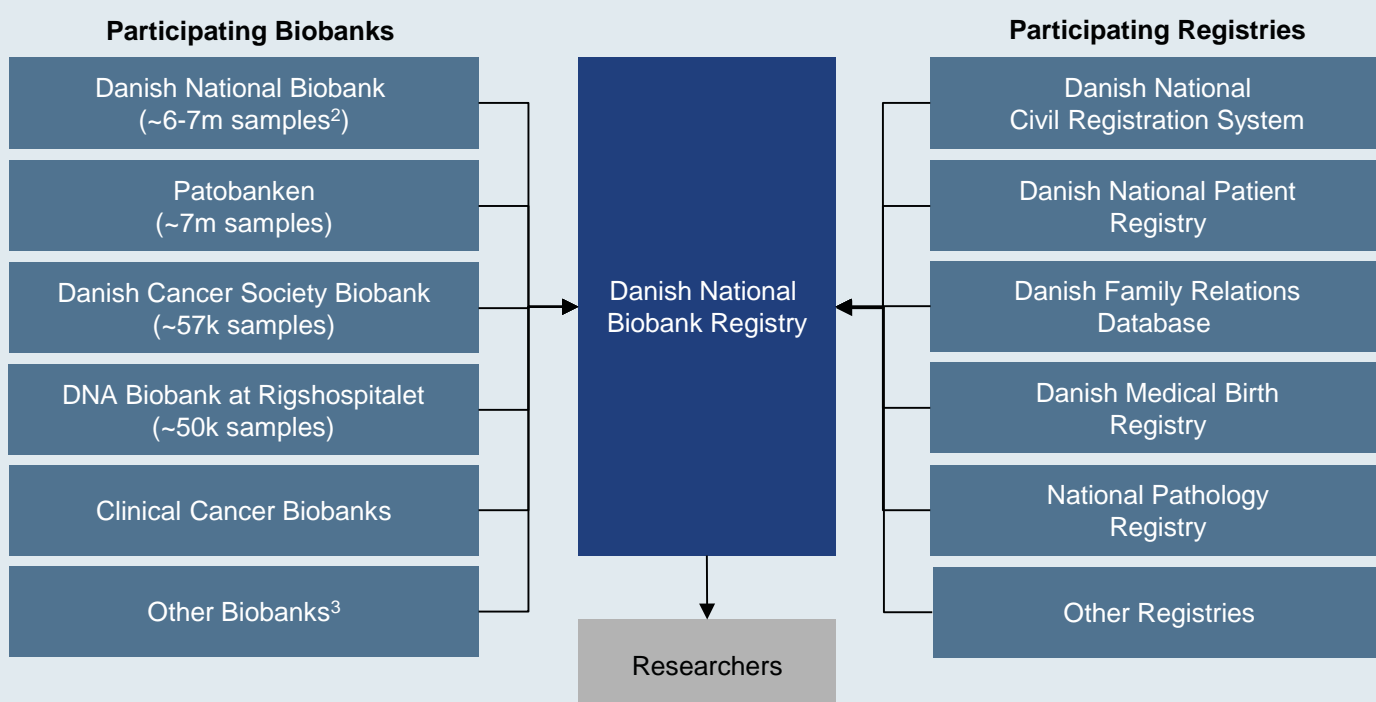 Participating Biobanks
Danish National Biobank
(~6-7m samples²)
Patobanken
(~7m samples)
Danish Cancer Society Biobank
(~57k samples)
DNA Biobank at Rigshospitalet
(~50k samples)
Clinical Cancer Biobanks
Other Biobanks³
Danish National
Biobank Registry
Researchers
Participating Registries
Danish National
Civil Registration System
Danish National Patient
Registry
Danish Family Relations
Database
Danish Medical Birth
Registry
National Pathology
Registry
Other Registries